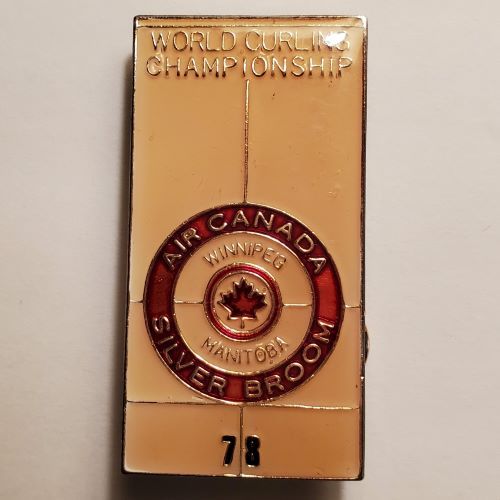 WORLD CURLING
CHAMPIONSHIP
AIR CANADA
WINNIPEG
MANITOBA
SILVER BROOM
78